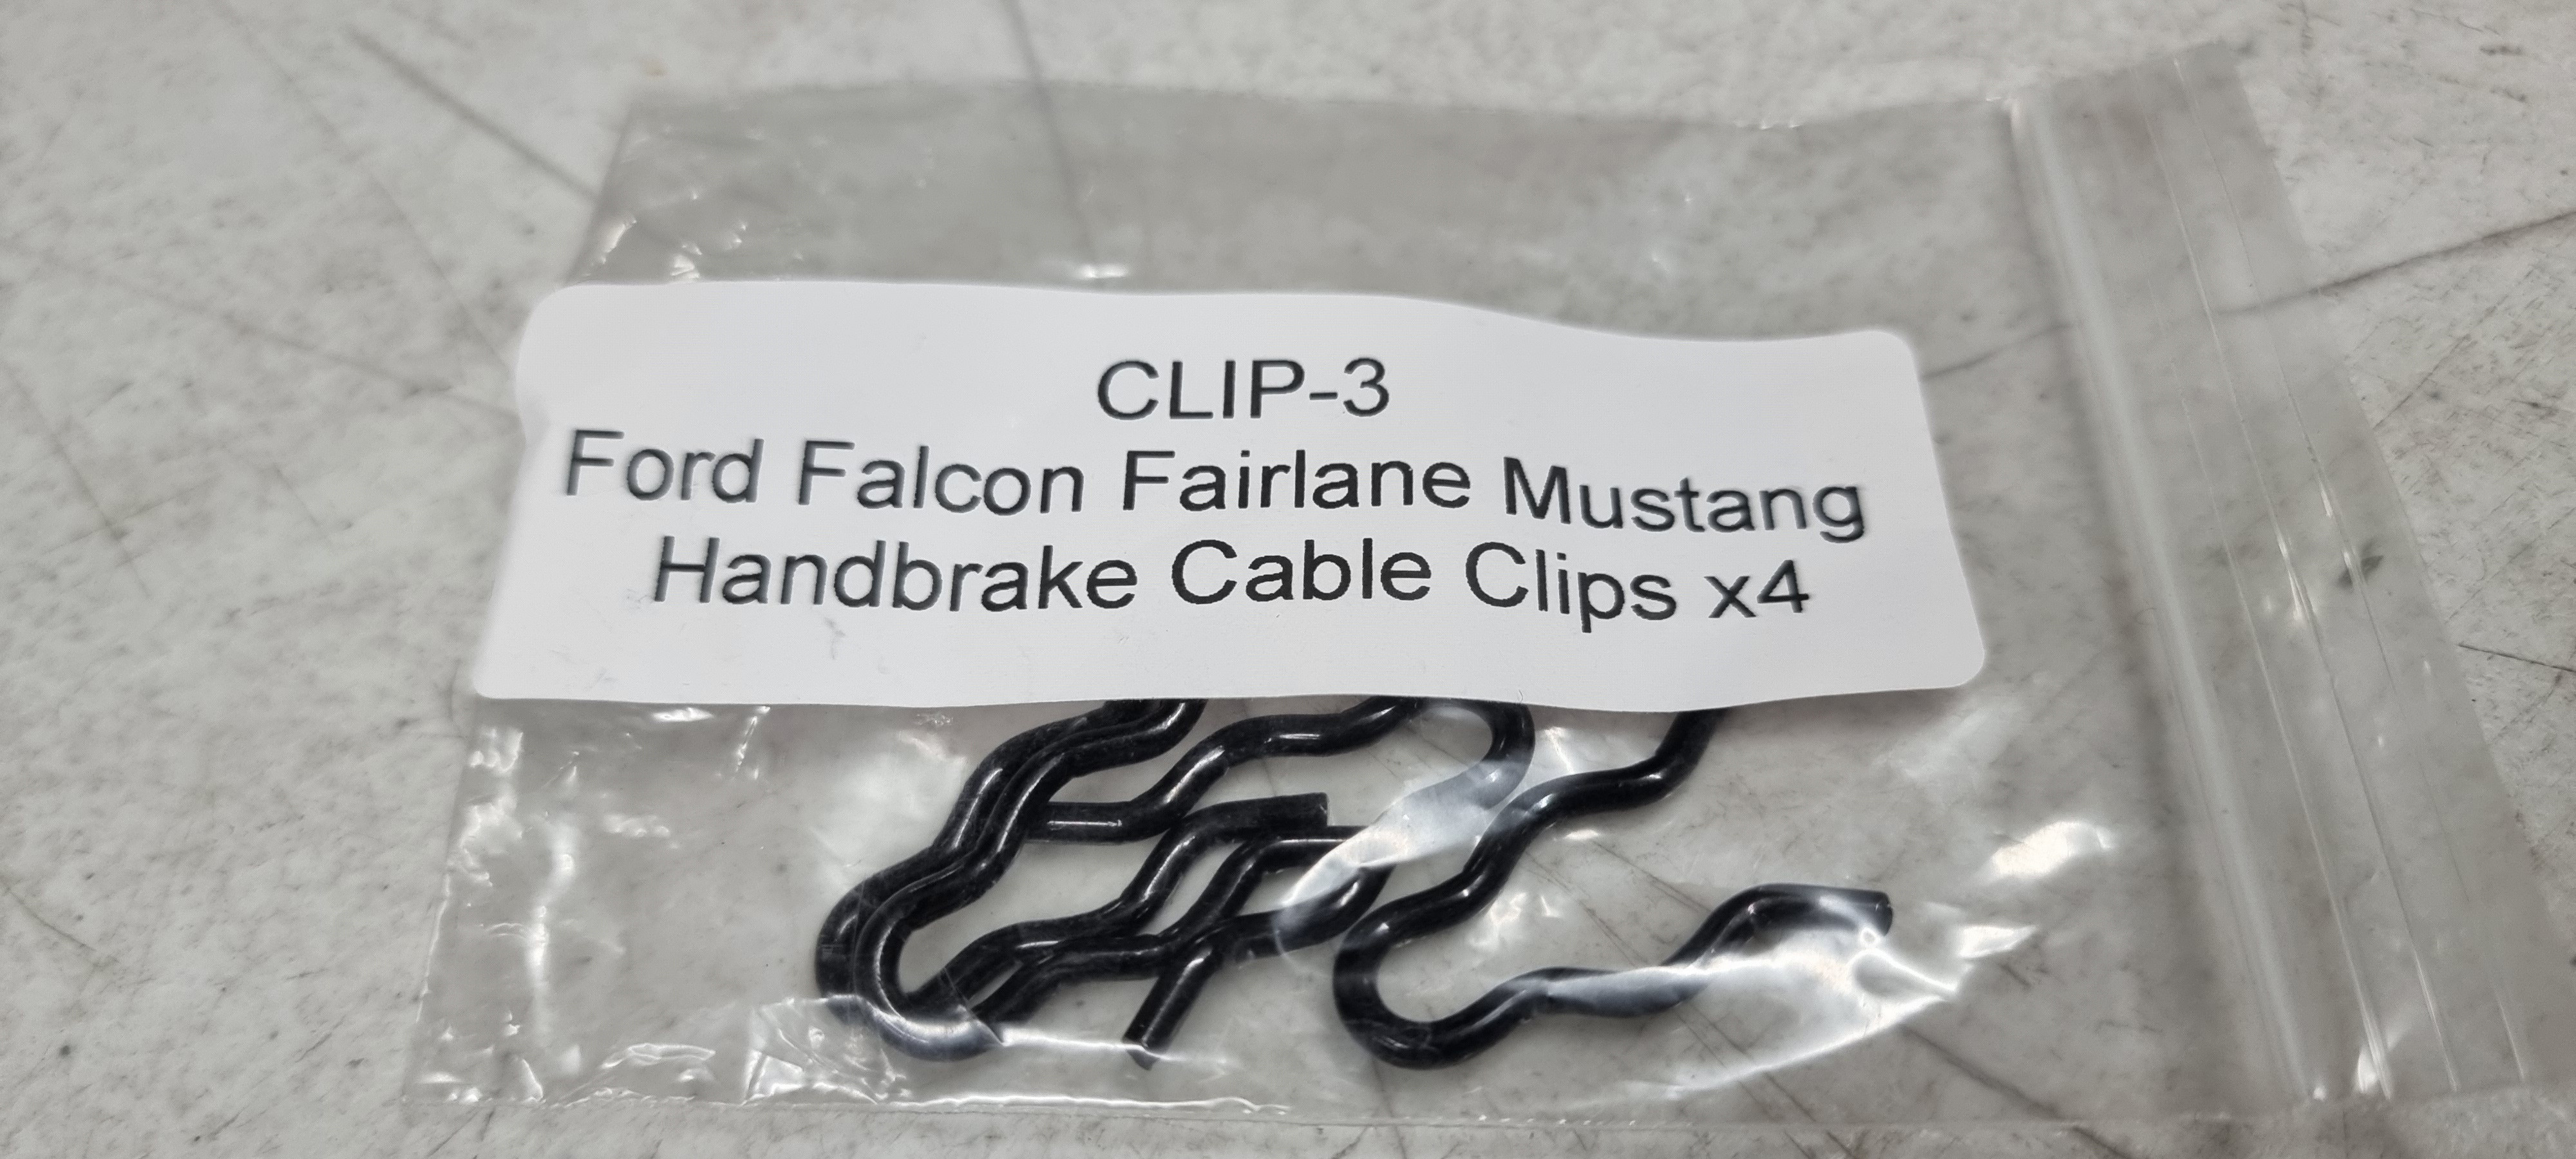 CLIP-3
Ford Falcon Fairlane Mustang
Handbrake Cable Clips x4